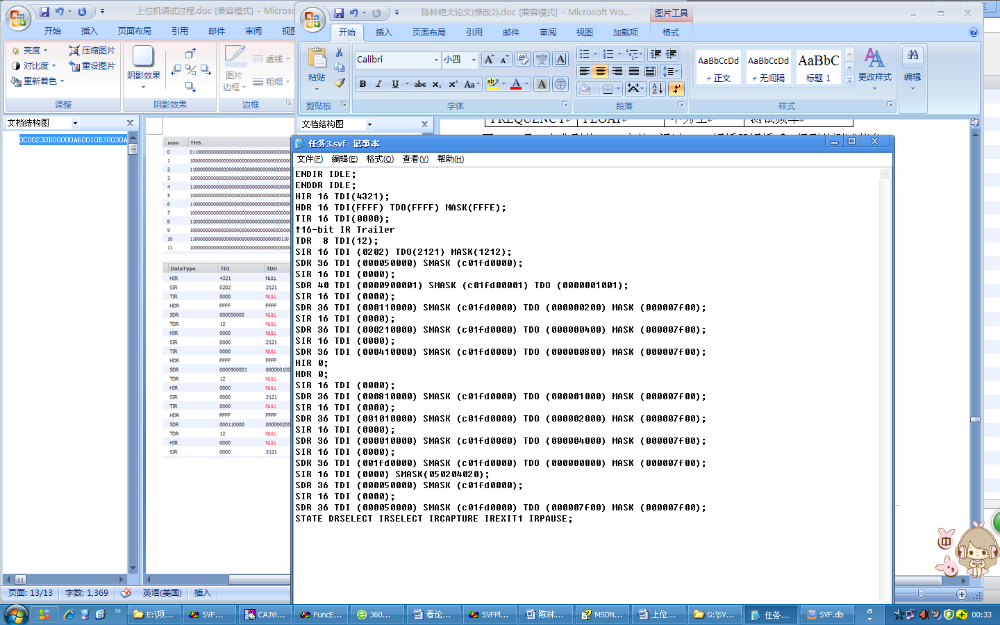 上位机调试过程.doc [兼容模式] - Microsof
陈林艳大论文(修改2).doc [兼容模式] - Microsoft Wo...
图片工具
开始
插入
页面布局
引用
邮件
审阅
视图
开始
插入
页面布局
引用
邮件
审阅
视图
加载项
格式
亮度
对比度
重新着色
压缩图片
重设图片
调整
阴影效果
阴影效果
图片
边框
虚线
粗细
边框
粘贴
剪贴板
Calibri
小四
字体
段落
AaBbCcDd
正文
AaBbCcDd
无间隔
AaBbC
标题 1
更改样式
样式
编辑
文档结构图
0C00230D00000A60010B30030A
文档结构图
FREQUENCY FLOAT 不为空 测试频率
num TMS
0
1
2
3
4
5
6
7
8
9
10 1100000000000000000000000000000000110
11
DataType TDI TDO
HIR 4321 NULL
SIR 0202 2121
TIR 0000 NULL
HDR FFFF FFFF
SDR 000050000 NULL
TDR 12 NULL
HIR 0000 NULL
SIR 0000 2121
TIR 0000 NULL
HDR FFFF FFFF
SDR 0000900001 000000100
TDR 12 NULL
HIR 0000 NULL
SIR 0000 2121
TIR 0000 NULL
HDR FFFF FFFF
SDR 000110000 000000200
TDR 12 NULL
HIR 0000 NULL
SIR 0000 2121
任务3.svf - 记事本
文件(F) 编辑(E) 格式(O) 查看(V) 帮助(H)
ENDIR IDLE;
ENDDR IDLE;
HIR 16 TDI(4321);
HDR 16 TDI(FFFF) TDO(FFFF) MASK(FFFE);
TIR 16 TDI(0000);
!16-bit IR Trailer
TDR  8 TDI(12);
SIR 16 TDI (0202) TDO(2121) MASK(1212);
SDR 36 TDI (000050000) SMASK (c01fd0000);
SIR 16 TDI (0000);
SDR 40 TDI (0000900001) SMASK (c01fd00001) TDO (0000001001);
SIR 16 TDI (0000);
SDR 36 TDI (000110000) SMASK (c01fd0000) TDO (000000200) MASK (000007f00);
SIR 16 TDI (0000);
SDR 36 TDI (000210000) SMASK (c01fd0000) TDO (000000400) MASK (000007f00);
SIR 16 TDI (0000);
SDR 36 TDI (000410000) SMASK (c01fd0000) TDO (000000800) MASK (000007f00);
HIR 0;
HDR 0;
SIR 16 TDI (0000);
SDR 36 TDI (000810000) SMASK (c01fd0000) TDO (000001000) MASK (000007f00);
SIR 16 TDI (0000);
SDR 36 TDI (001010000) SMASK (c01fd0000) TDO (000002000) MASK (000007f00);
SIR 16 TDI (0000);
SDR 36 TDI (000010000) SMASK (c01fd0000) TDO (000004000) MASK (000007f00);
SIR 16 TDI (0000);
SDR 36 TDI (001fd0000) SMASK (c01fd0000) TDO (000000000) MASK (000007f00);
SIR 16 TDI (0000) SMASK(050204020);
SDR 36 TDI (000050000) SMASK (c01fd0000);
SIR 16 TDI (0000);
SDR 36 TDI (000050000) SMASK (c01fd0000) TDO (000007f00) MASK (000007f00);
STATE DRSELECT IRSELECT IRCAPTURE IREXIT1 IRPAUSE;
中
页面: 13/13 字数: 1,369 英语(美国) 插入
E:\项... SVF... CAJVi... FuncE... 360... 看论... SVFPl... 陈林... MSDN... 上位... G:\SV... 任务... SVF.db 5 00:33